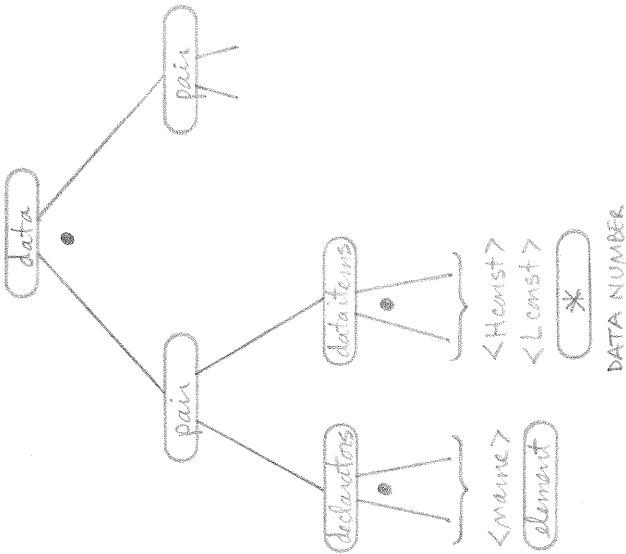 data
pair
pair
declarators
dataitems
<name>
element
<Hconst>
<Lconst>
*
DATA NUMBER